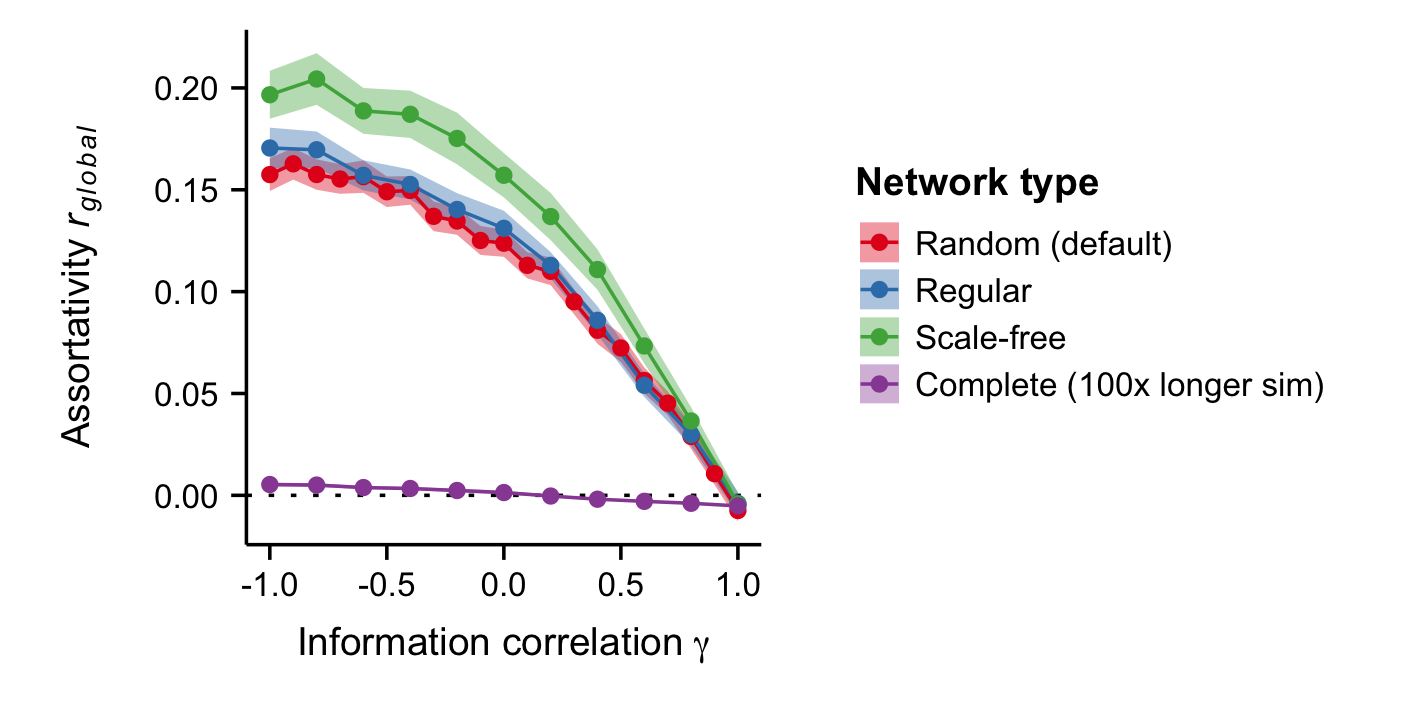 0.20
0.15
0.10
0.05
0.00
Assortativity r_global
-1.0 -0.5 0.0 0.5 1.0
Information correlation γ
Network type
Random (default)
Regular
Scale-free
Complete (100x longer sim)